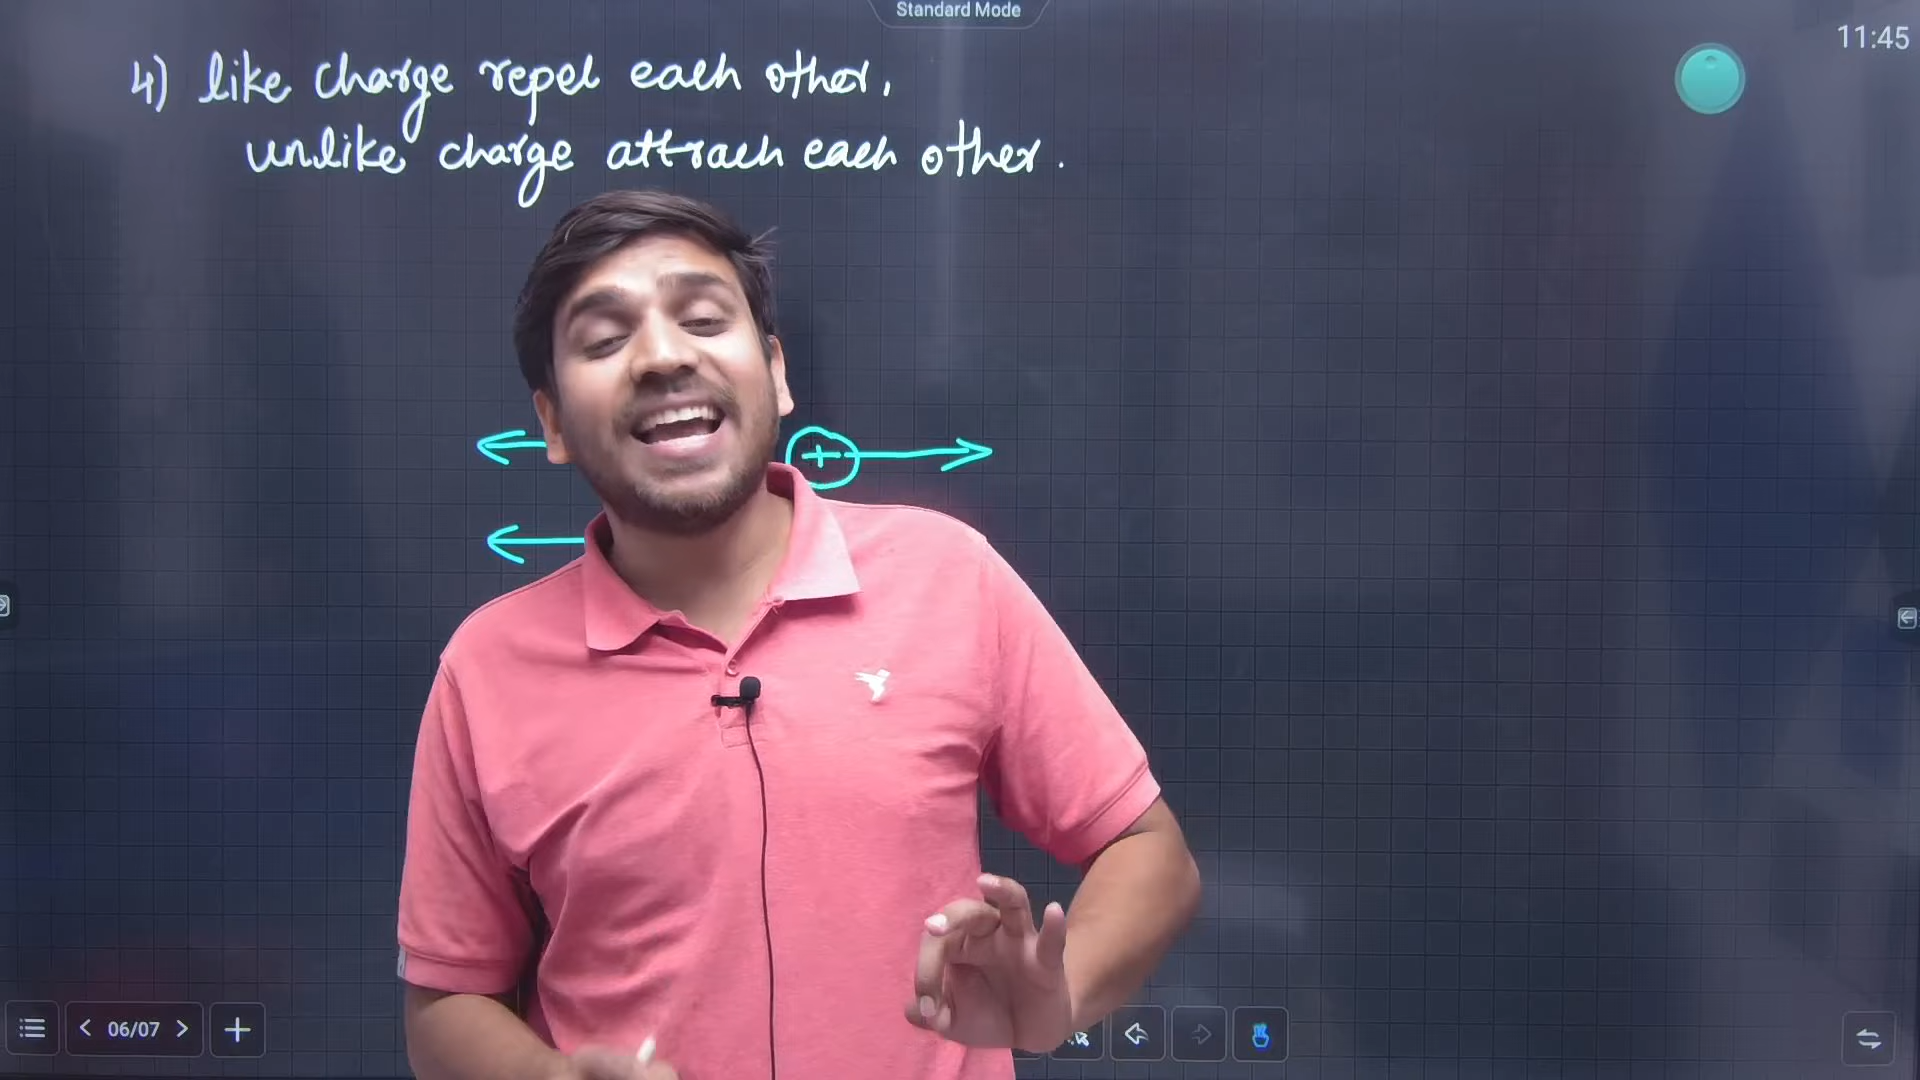 Standard Mode
11:45
4) like charge repel each other,
unlike charge attrach each other.
+
06/07